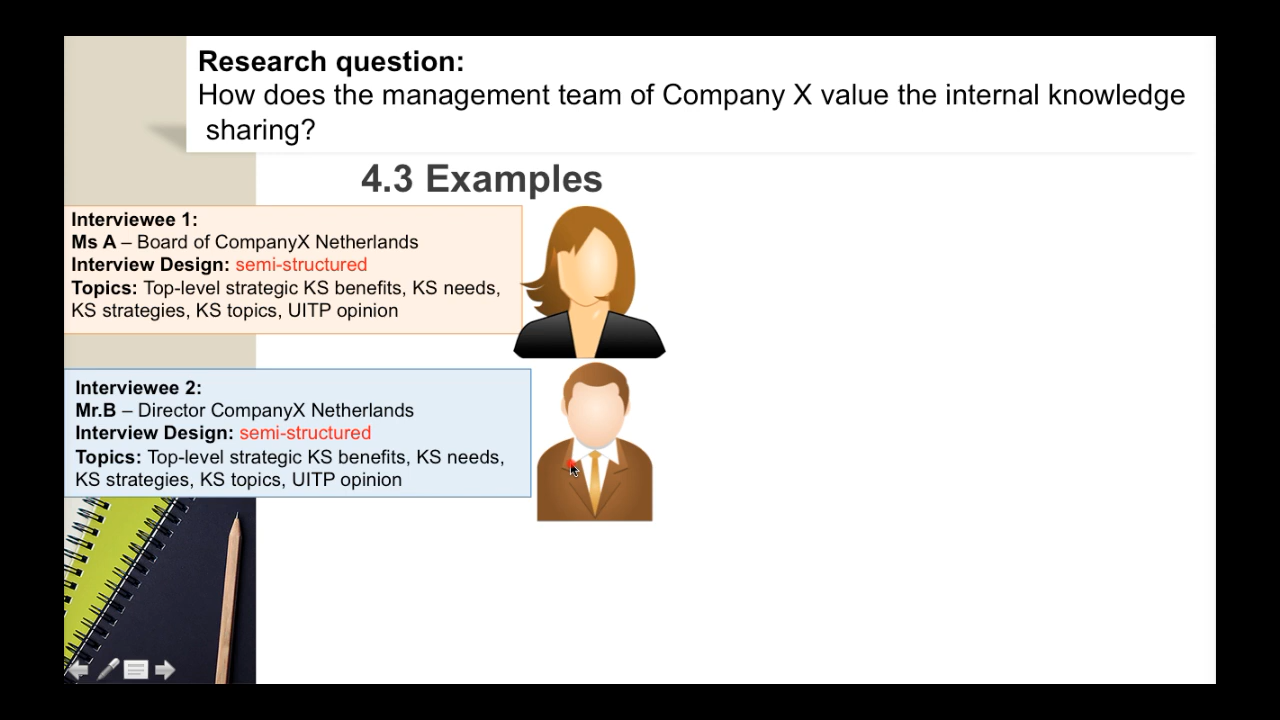 Research question:
How does the management team of Company X value the internal knowledge
sharing?
4.3 Examples
Interviewee 1:
Ms A – Board of CompanyX Netherlands
Interview Design: semi-structured
Topics: Top-level strategic KS benefits, KS needs,
KS strategies, KS topics, UITP opinion
Interviewee 2:
Mr.B – Director CompanyX Netherlands
Interview Design: semi-structured
Topics: Top-level strategic KS benefits, KS needs,
KS strategies, KS topics, UITP opinion